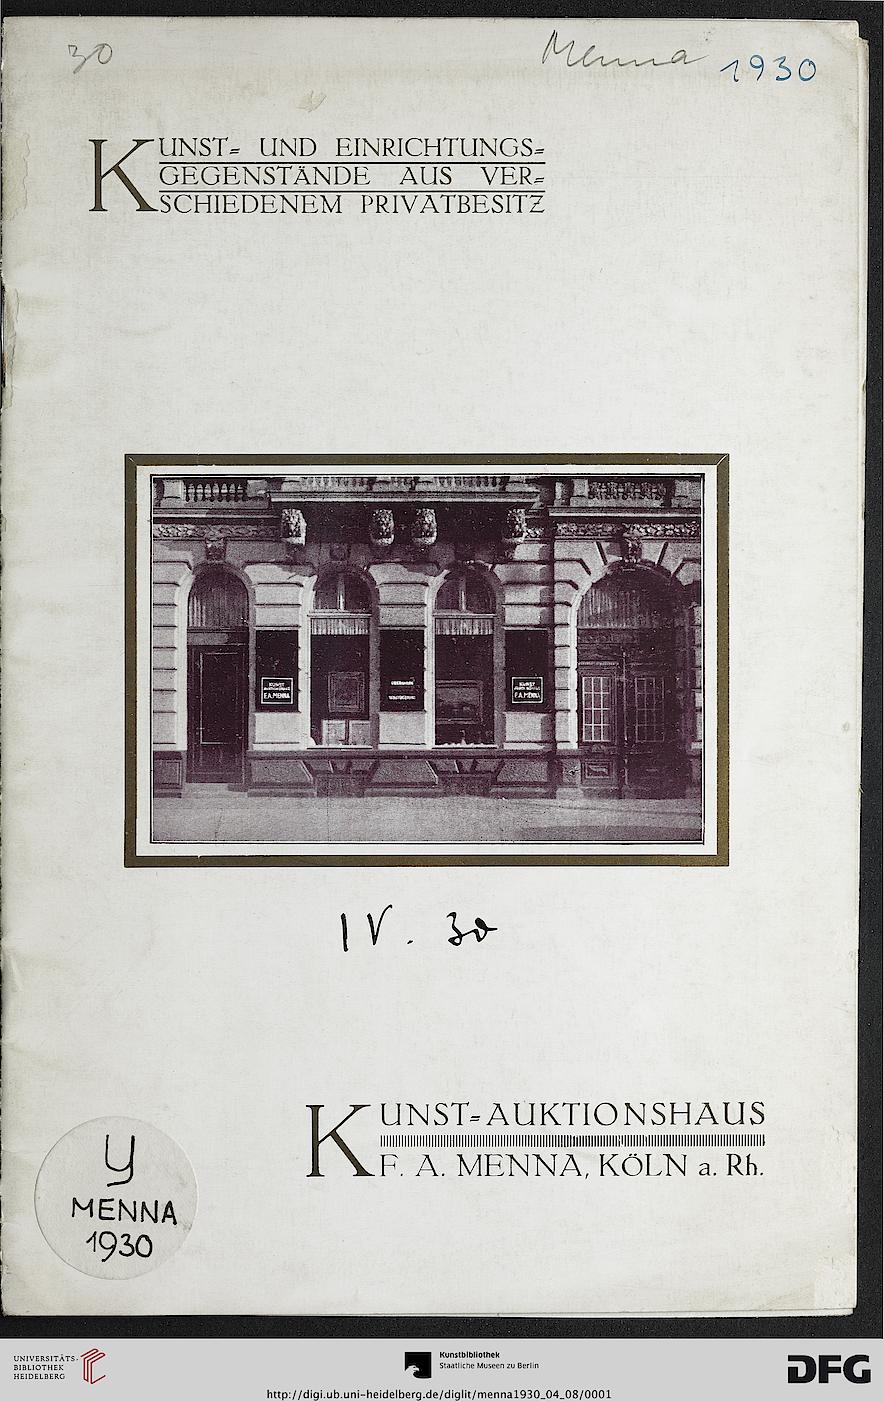 30
Menna
1930
KUNST= UND EINRICHTUNGS=
GEGENSTÄNDE AUS VER=
SCHIEDENEM PRIVATBESITZ
KUNST
AUKTIONSHAUS
F.A. MENNA
KUNST
AUKTIONSHAUS
F.A. MENNA
IV. 30
KUNST=AUKTIONSHAUS
F. A. MENNA, KÖLN a. Rh.
y
MENNA
1930
UNIVERSITÄTS-
BIBLIOTHEK
HEIDELBERG
Kunstbibliothek
Staatliche Museen zu Berlin
DFG
http://digi.ub.uni-heidelberg.de/diglit/menna1930_04_08/0001